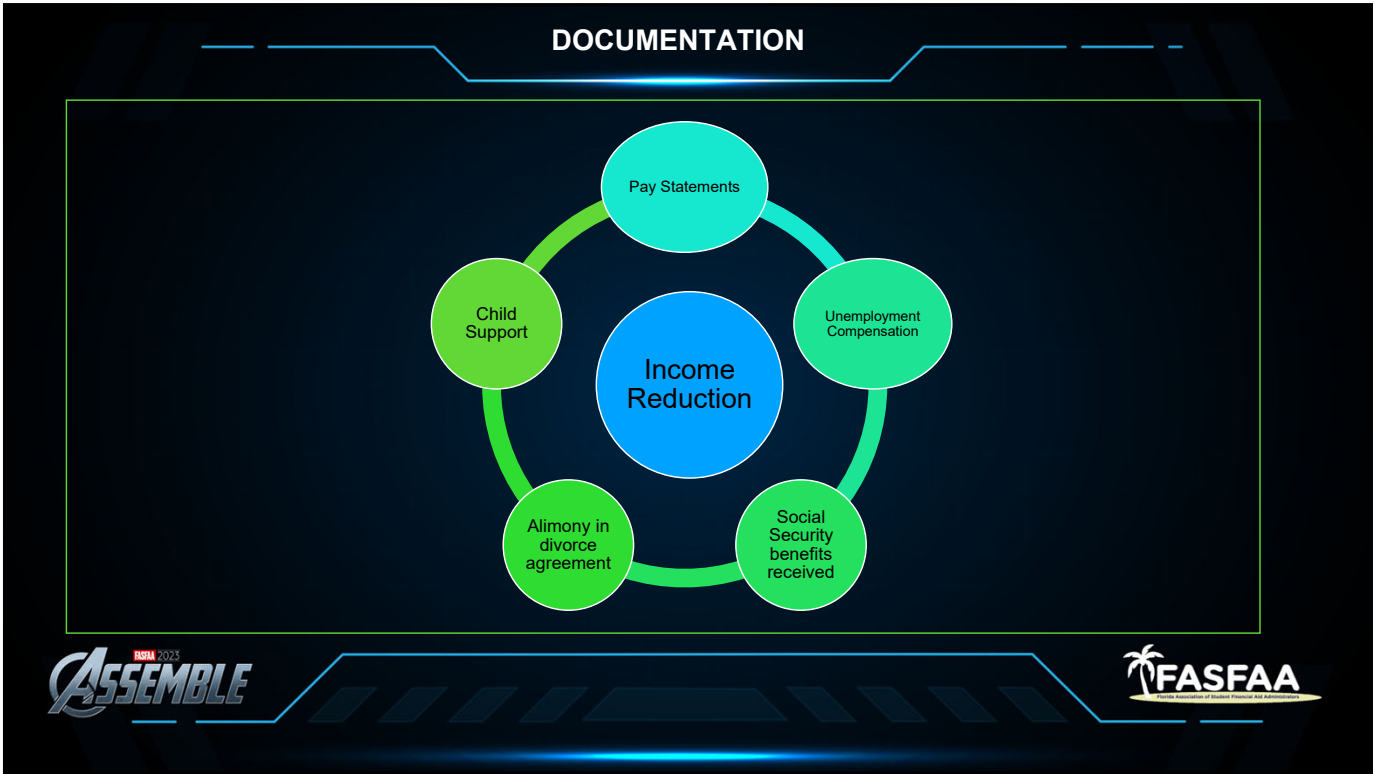 DOCUMENTATION
Pay Statements
Unemployment
Compensation
Social
Security
benefits
received
Alimony in
divorce
agreement
Child
Support
Income
Reduction
FASFAA 2023
ASSEMBLE
FASFAA
Florida Association of Student Financial Aid Administrators